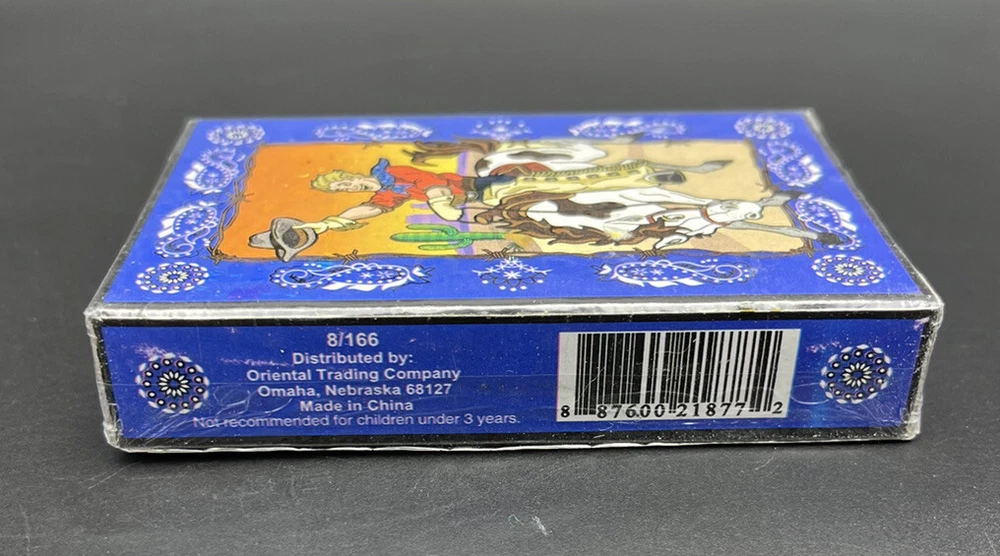 8/166
Distributed by:
Oriental Trading Company
Omaha, Nebraska 68127
Made in China
Not recommended for children under 3 years.
8 87600 21877 2